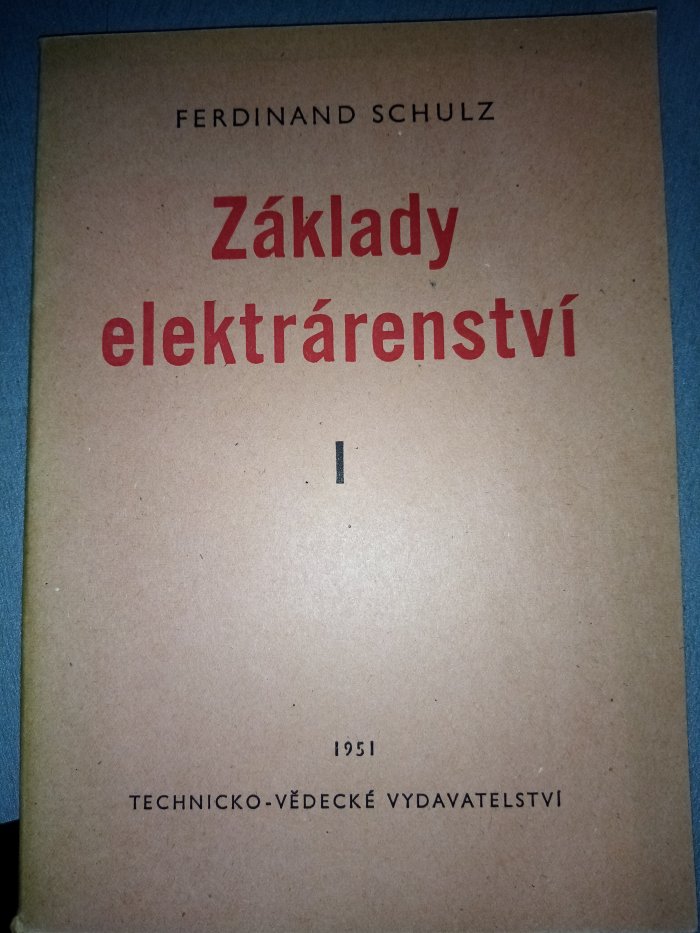 FERDINAND SCHULZ
Základy
elektrárenství
I
1951
TECHNICKO-VĚDECKÉ VYDAVATELSTVÍ